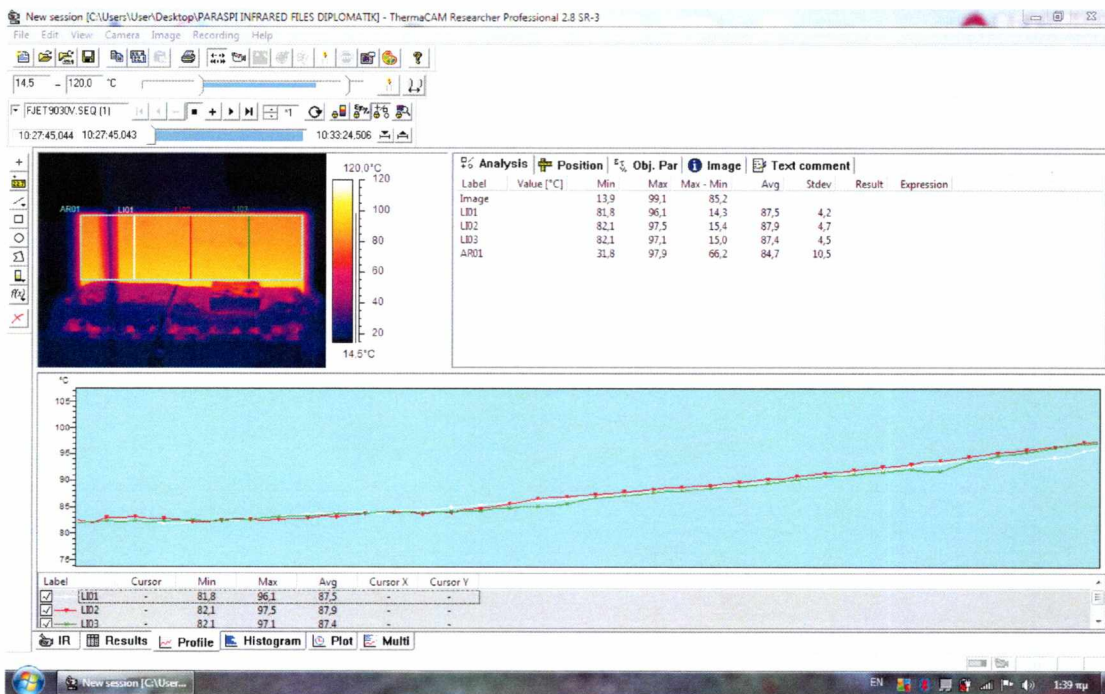 New session [C:\Users\User\Desktop\PARASPI INFRARED FILES DIPLOMATIK] - ThermaCAM Researcher Professional 2.8 SR-3
File Edit View Camera Image Recording Help
14,5 - 120,0 °C
FJET9030V.SEQ (1)
10:27:45,044 10:27:45,043 10:33:24,506
120,0°C
120
100
80
60
40
20
14,5°C
AR01 LI01 LI02 LI03
Analysis Position Obj. Par Image Text comment
Label Value [°C] Min Max Max - Min Avg Stdev Result Expression
Image 13,9 99,1 85,2
LI01 81,8 96,1 14,3 87,5 4,2
LI02 82,1 97,5 15,4 87,9 4,7
LI03 82,1 97,1 15,0 87,4 4,5
AR01 31,8 97,9 66,2 84,7 10,5
°C
105
100
95
90
85
80
75
Label Cursor Min Max Avg Cursor X Cursor Y
LI01 - 81,8 96,1 87,5 - -
LI02 - 82,1 97,5 87,9 - -
LI03 - 82,1 97,1 87,4 - -
IR Results Profile Histogram Plot Multi
New session [C:\User... EN 1:39 πμ